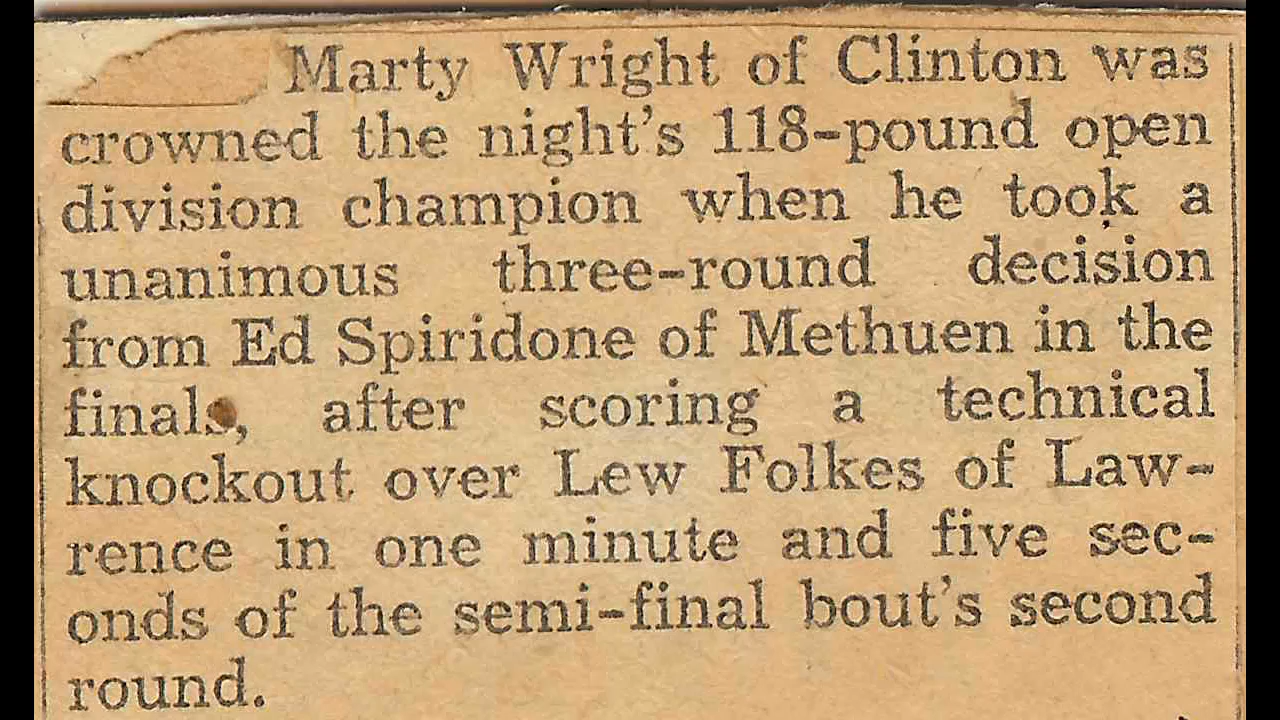 Marty Wright of Clinton was
crowned the night's 118-pound open
division champion when he took a
unanimous three-round decision
from Ed Spiridone of Methuen in the
finals, after scoring a technical
knockout over Lew Folkes of Law-
rence in one minute and five sec-
onds of the semi-final bout's second
round.